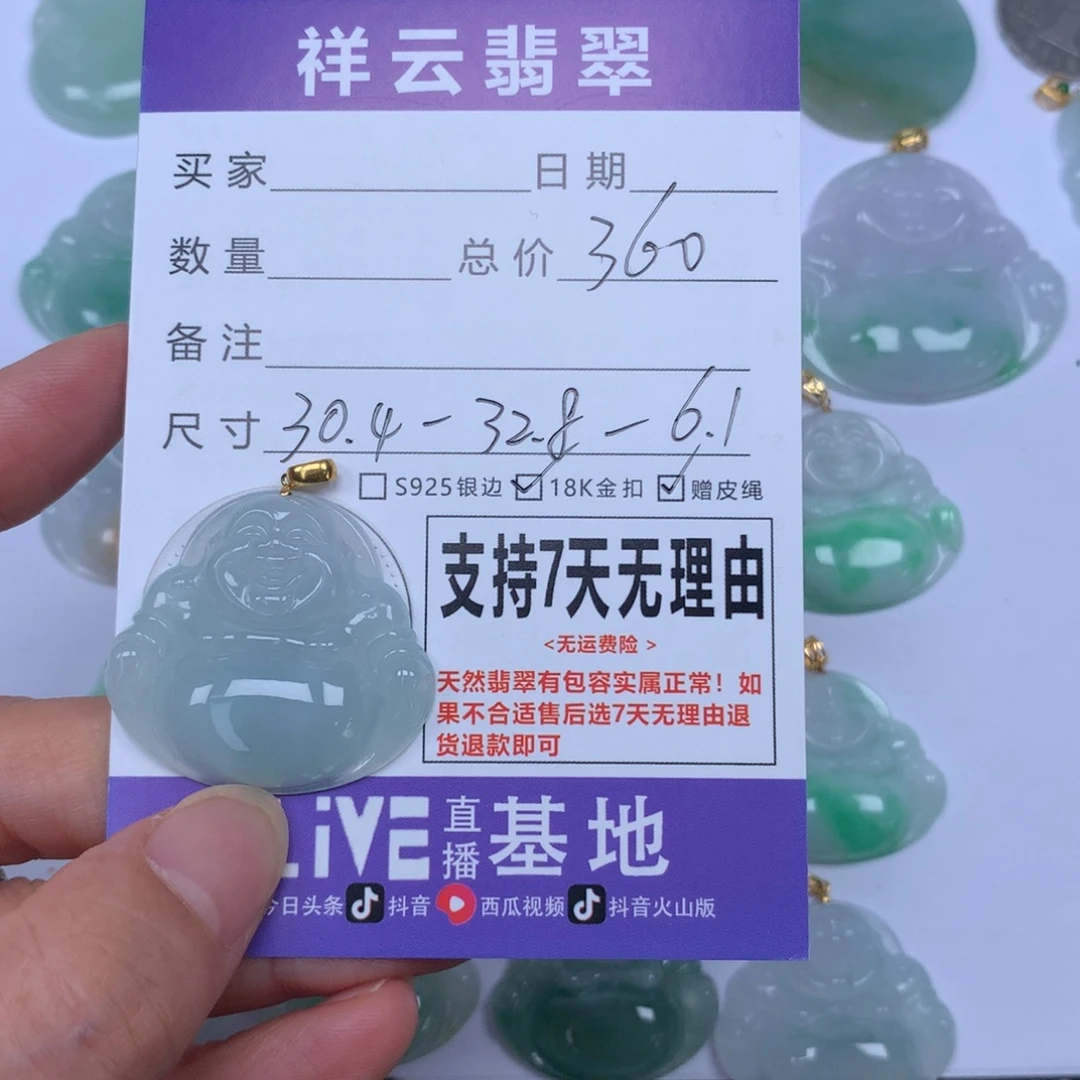 祥云翡翠
买家 日期
数量 总价 360
备注
尺寸 30.4-32.8-6.1
S925银边 18K金扣 赠皮绳
支持7天无理由
<无运费险>
天然翡翠有包容实属正常！如
果不合适售后选7天无理由退
货退款即可
LiVE 直播 基地
今日头条 抖音 西瓜视频 抖音火山版